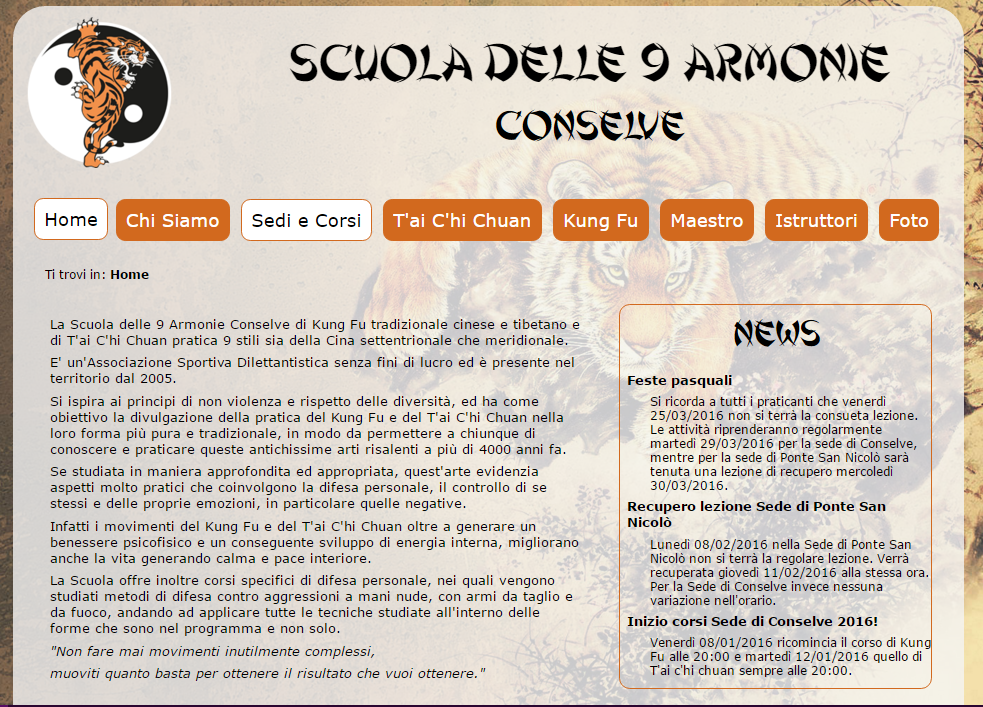 SCUOLA DELLE 9 ARMONIE
CONSELVE
Home Chi Siamo Sedi e Corsi T'ai C'hi Chuan Kung Fu Maestro Istruttori Foto
Ti trovi in: Home
La Scuola delle 9 Armonie Conselve di Kung Fu tradizionale cinese e tibetano e
di T'ai C'hi Chuan pratica 9 stili sia della Cina settentrionale che meridionale.
E' un'Associazione Sportiva Dilettantistica senza fini di lucro ed è presente nel
territorio dal 2005.
Si ispira ai principi di non violenza e rispetto delle diversità, ed ha come
obiettivo la divulgazione della pratica del Kung Fu e del T'ai C'hi Chuan nella
loro forma più pura e tradizionale, in modo da permettere a chiunque di
conoscere e praticare queste antichissime arti risalenti a più di 4000 anni fa.
Se studiata in maniera approfondita ed appropriata, quest'arte evidenzia
aspetti molto pratici che coinvolgono la difesa personale, il controllo di se
stessi e delle proprie emozioni, in particolare quelle negative.
Infatti i movimenti del Kung Fu e del T'ai C'hi Chuan oltre a generare un
benessere psicofisico e un conseguente sviluppo di energia interna, migliorano
anche la vita generando calma e pace interiore.
La Scuola offre inoltre corsi specifici di difesa personale, nei quali vengono
studiati metodi di difesa contro aggressioni a mani nude, con armi da taglio e
da fuoco, andando ad applicare tutte le tecniche studiate all'interno delle
forme che sono nel programma e non solo.
"Non fare mai movimenti inutilmente complessi,
muoviti quanto basta per ottenere il risultato che vuoi ottenere."
NEWS
Feste pasquali
Si ricorda a tutti i praticanti che venerdì
25/03/2016 non si terrà la consueta lezione.
Le attività riprenderanno regolarmente
martedì 29/03/2016 per la sede di Conselve,
mentre per la sede di Ponte San Nicolò sarà
tenuta una lezione di recupero mercoledì
30/03/2016.
Recupero lezione Sede di Ponte San
Nicolò
Lunedì 08/02/2016 nella Sede di Ponte San
Nicolò non si terrà la regolare lezione. Verrà
recuperata giovedì 11/02/2016 alla stessa ora.
Per la Sede di Conselve invece nessuna
variazione nell'orario.
Inizio corsi Sede di Conselve 2016!
Venerdì 08/01/2016 ricomincia il corso di Kung
Fu alle 20:00 e martedì 12/01/2016 quello di
T'ai c'hi chuan sempre alle 20:00.